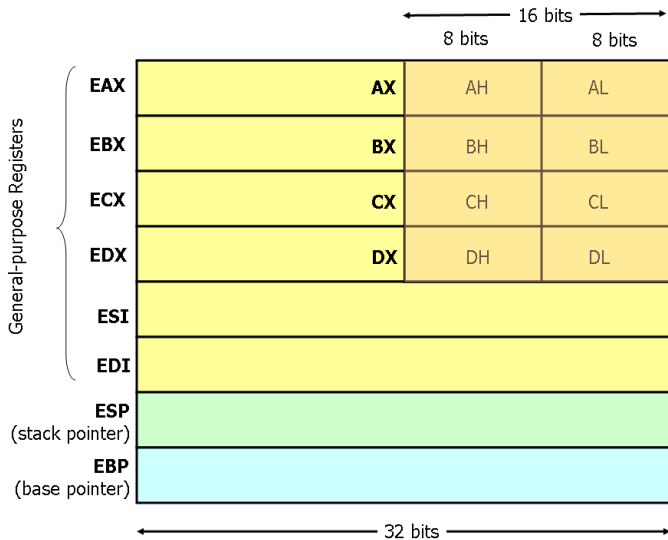 16 bits
8 bits 8 bits
General-purpose Registers
EAX AX AH AL
EBX BX BH BL
ECX CX CH CL
EDX DX DH DL
ESI
EDI
ESP
(stack pointer)
EBP
(base pointer)
32 bits